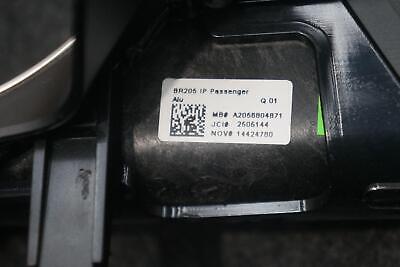 BR205 IP Passenger
Alu Q 01
MB# A2056804871
JCI# 2505144
NOV# 14424780